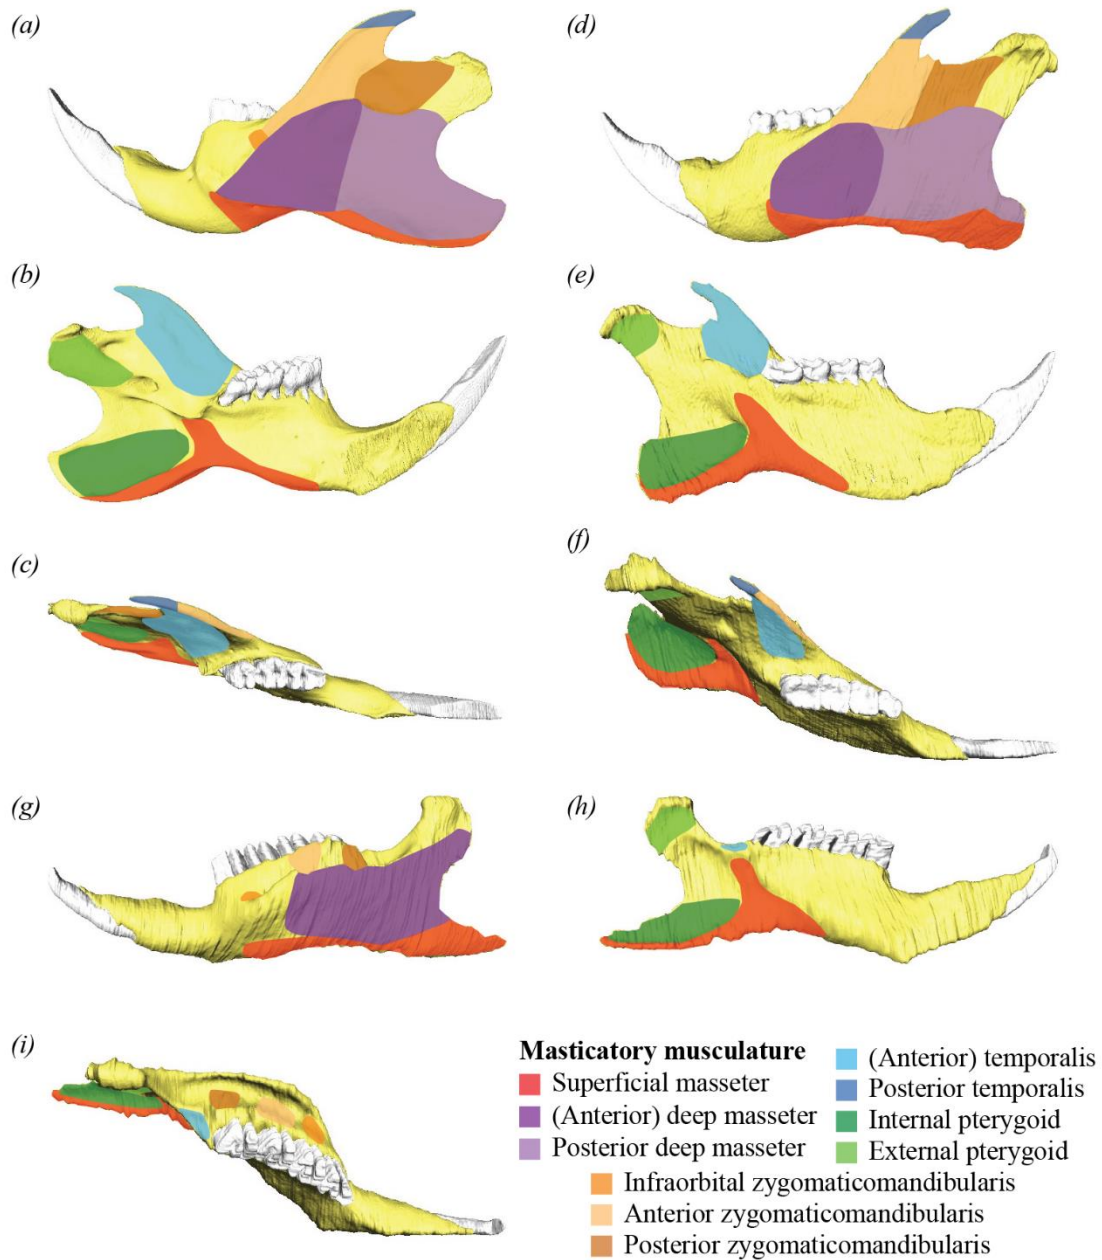 (a)
(d)
(b)
(e)
(c)
(f)
(g)
(h)
(i)
Masticatory musculature
Superficial masseter
(Anterior) deep masseter
Posterior deep masseter
(Anterior) temporalis
Posterior temporalis
Internal pterygoid
External pterygoid
Infraorbital zygomaticomandibularis
Anterior zygomaticomandibularis
Posterior zygomaticomandibularis